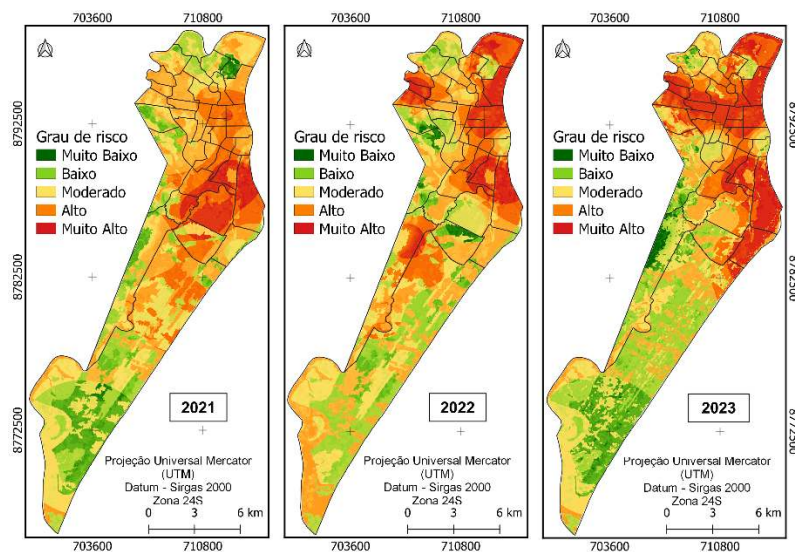 703600 710800 703600 710800 703600 710800
8792500
8782500
8772500
Grau de risco
Muito Baixo
Baixo
Moderado
Alto
Muito Alto
2021
Projeção Universal Mercator
(UTM)
Datum - Sirgas 2000
Zona 24S
0 3 6 km
Grau de risco
Muito Baixo
Baixo
Moderado
Alto
Muito Alto
2022
Projeção Universal Mercator
(UTM)
Datum - Sirgas 2000
Zona 24S
0 3 6 km
Grau de risco
Muito Baixo
Baixo
Moderado
Alto
Muito Alto
2023
Projeção Universal Mercator
(UTM)
Datum - Sirgas 2000
Zona 24S
0 3 6 km
8792500
8782500
8772500
703600 710800 703600 710800 703600 710800